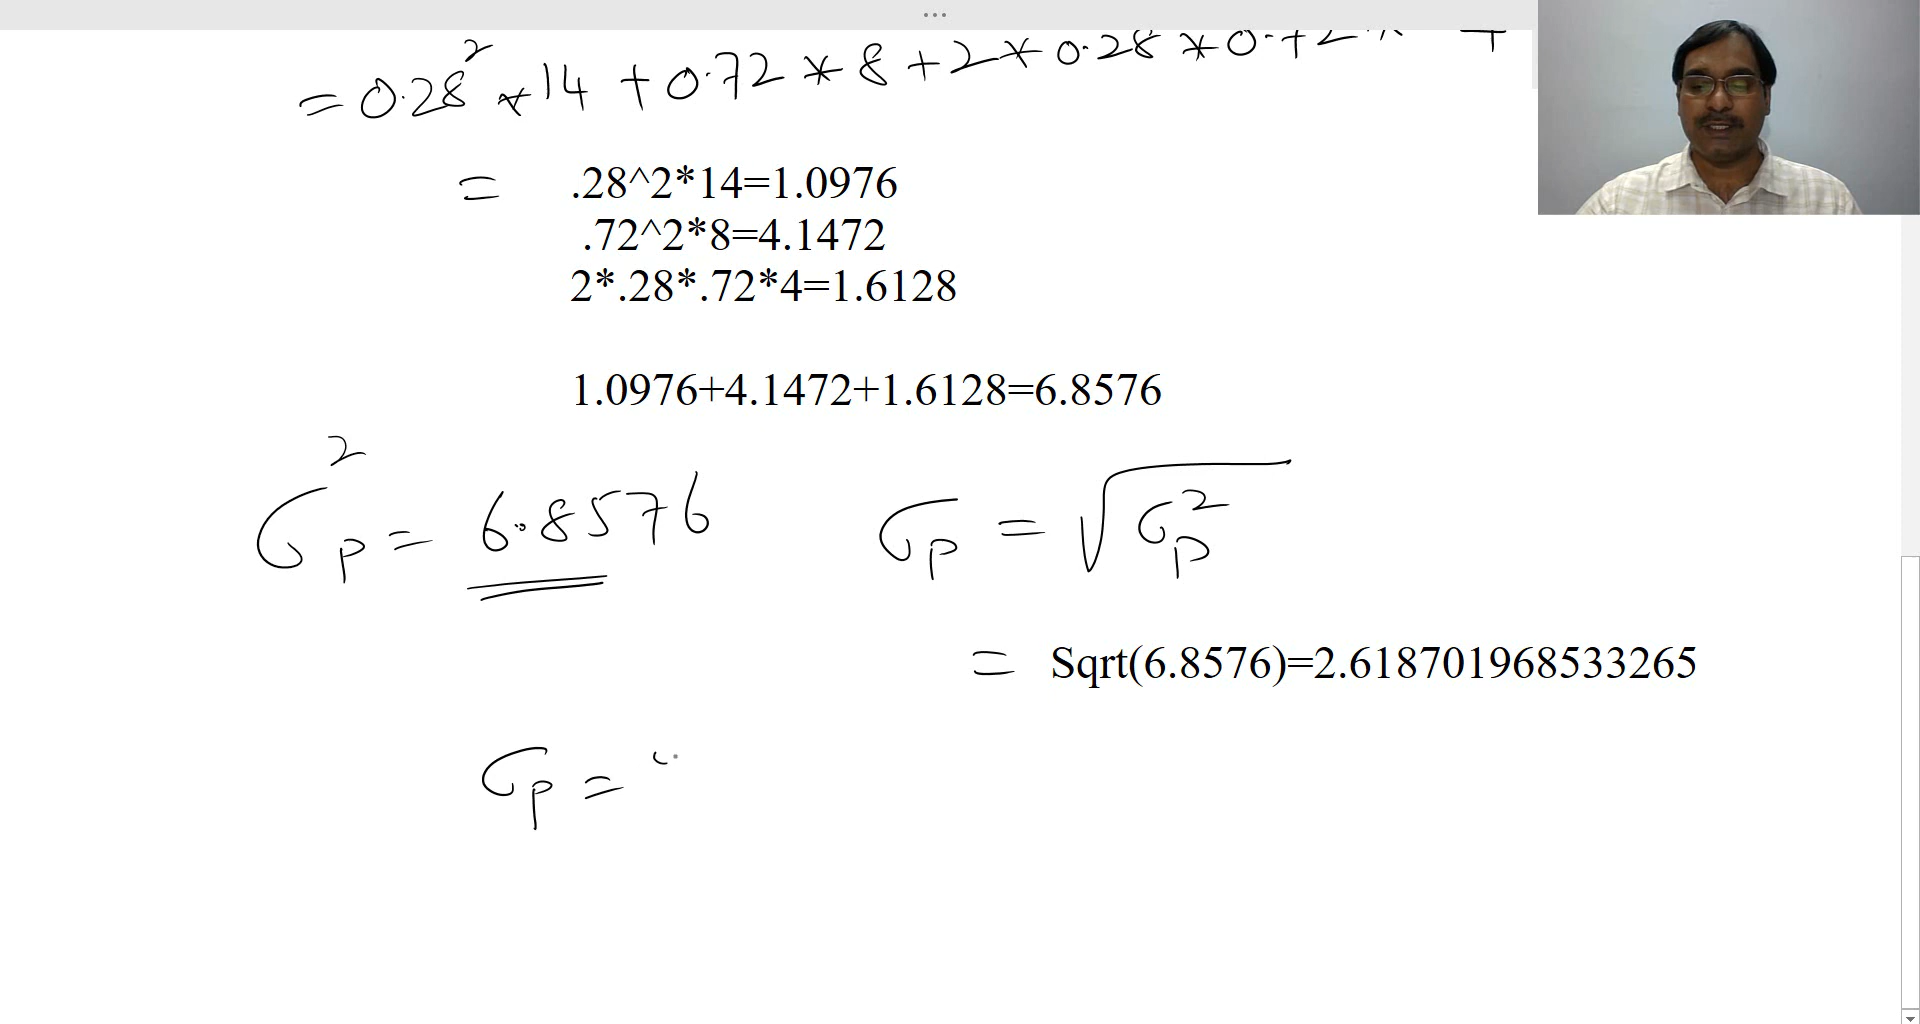 = 0.28² * 14 + 0.72 * 8 + 2 * 0.28 * 0.72 * 4
= .28^2*14=1.0976
.72^2*8=4.1472
2*.28*.72*4=1.6128
1.0976+4.1472+1.6128=6.8576
σp² = 6.8576 σp = √σp²
= Sqrt(6.8576)=2.618701968533265
σp =